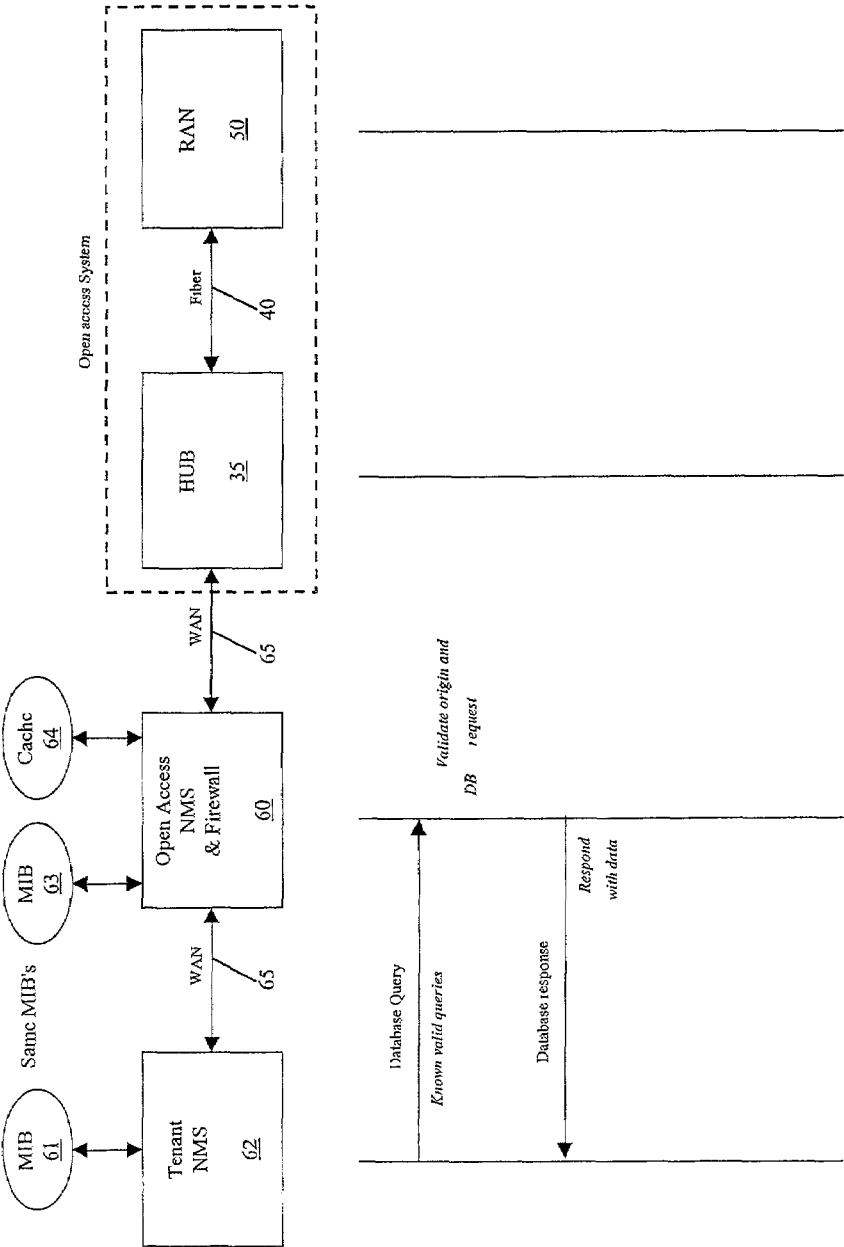 MIB
61
Same MIB's
MIB
63
Cache
64
Open access System
Tenant
NMS
62
WAN
65
Open Access
NMS
& Firewall
60
WAN
65
HUB
35
Fiber
40
RAN
50
Database Query
Known valid queries
Validate origin and
DB request
Database response
Respond
with data